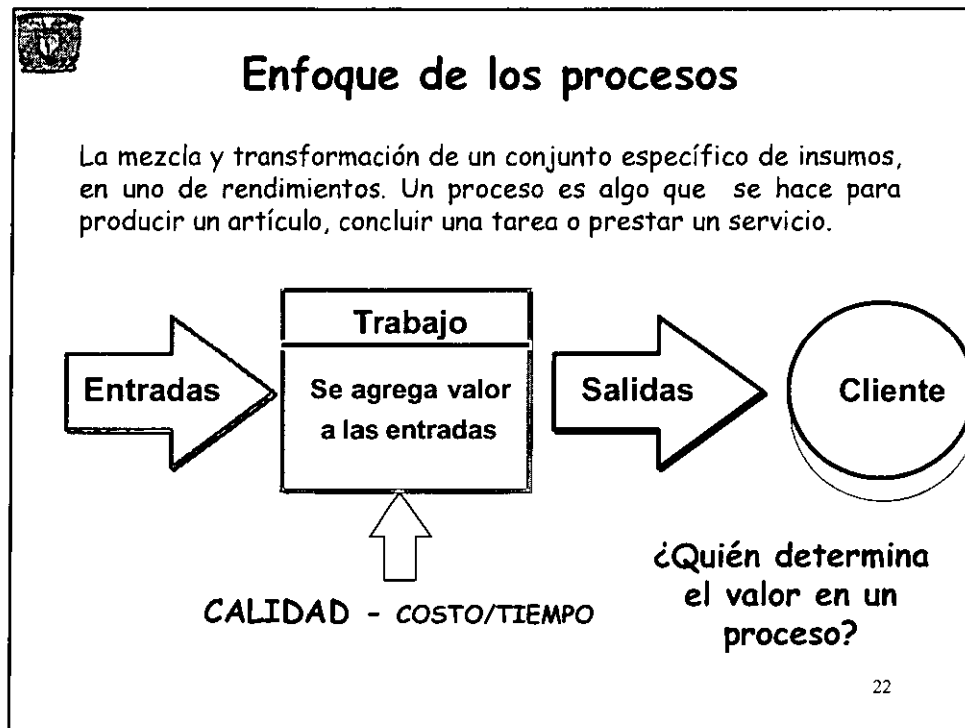 Enfoque de los procesos
La mezcla y transformación de un conjunto específico de insumos,
en uno de rendimientos. Un proceso es algo que se hace para
producir un artículo, concluir una tarea o prestar un servicio.
Entradas
Trabajo
Se agrega valor
a las entradas
Salidas
Cliente
CALIDAD - COSTO/TIEMPO
¿Quién determina
el valor en un
proceso?
22